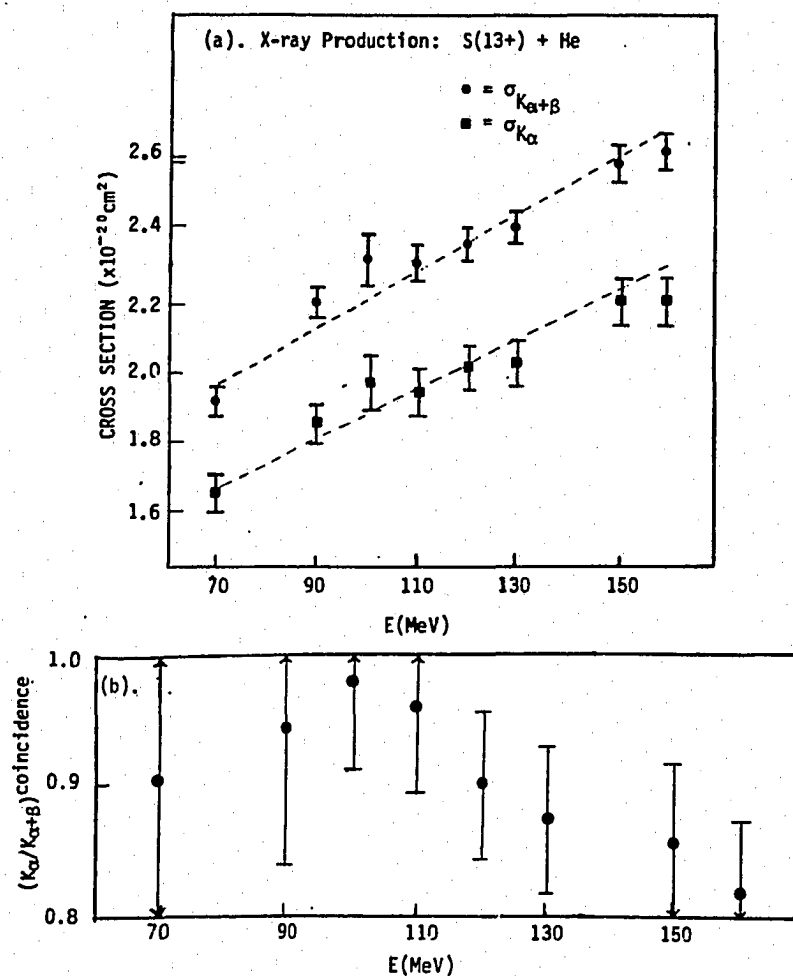 (a). X-ray Production: S(13+) + He
● = σKα+β
■ = σKα
CROSS SECTION (x10⁻²⁰cm²)
2.6
2.4
2.2
2.0
1.8
1.6
70 90 110 130 150
E(MeV)
(b).
(Kα/Kα+β)coincidence
1.0
0.9
0.8
70 90 110 130 150
E(MeV)